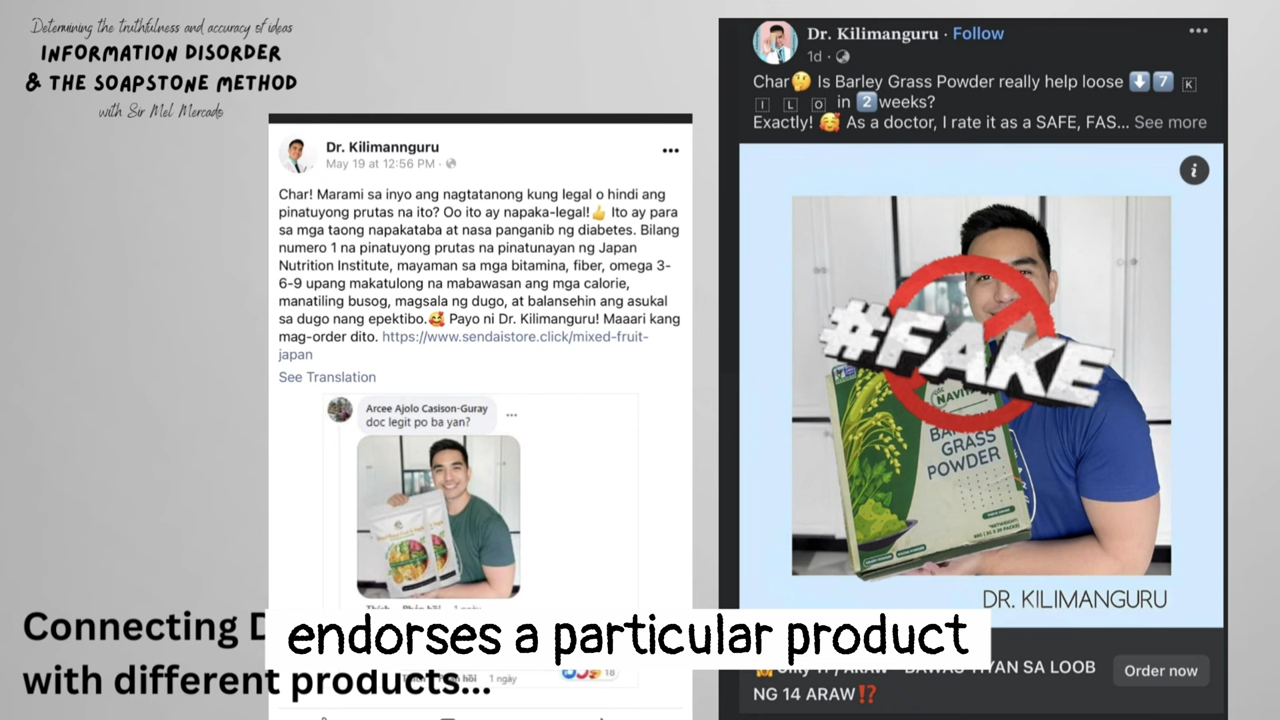 Determining the truthfulness and accuracy of ideas
INFORMATION DISORDER
& THE SOAPSTONE METHOD
with Sir Mel Mercado
Dr. Kilimannguru
May 19 at 12:56 PM ·
Char! Marami sa inyo ang nagtatanong kung legal o hindi ang
pinatuyong prutas na ito? Oo ito ay napaka-legal!👍 Ito ay para
sa mga taong napakataba at nasa panganib ng diabetes. Bilang
numero 1 na pinatuyong prutas na pinatunayan ng Japan
Nutrition Institute, mayaman sa mga bitamina, fiber, omega 3-
6-9 upang makatulong na mabawasan ang mga calorie,
manatiling busog, magsala ng dugo, at balansehin ang asukal
sa dugo nang epektibo.🥰 Payo ni Dr. Kilimanguru! Maaari kang
mag-order dito. https://www.sendaistore.click/mixed-fruit-
japan
See Translation
Arcee Ajolo Casison-Guray
doc legit po ba yan?
1 ngày
18
Dr. Kilimanguru · Follow
1d ·
Char🤔 Is Barley Grass Powder really help loose ⬇️ 7️⃣ K
I L O in 2️⃣ weeks?
Exactly! 🥰 As a doctor, I rate it as a SAFE, FAS... See more
#FAKE
GRASS
POWDER
DR. KILIMANGURU
NG 14 ARAW⁉️
Order now
Connecting D
with different products...
endorses a particular product